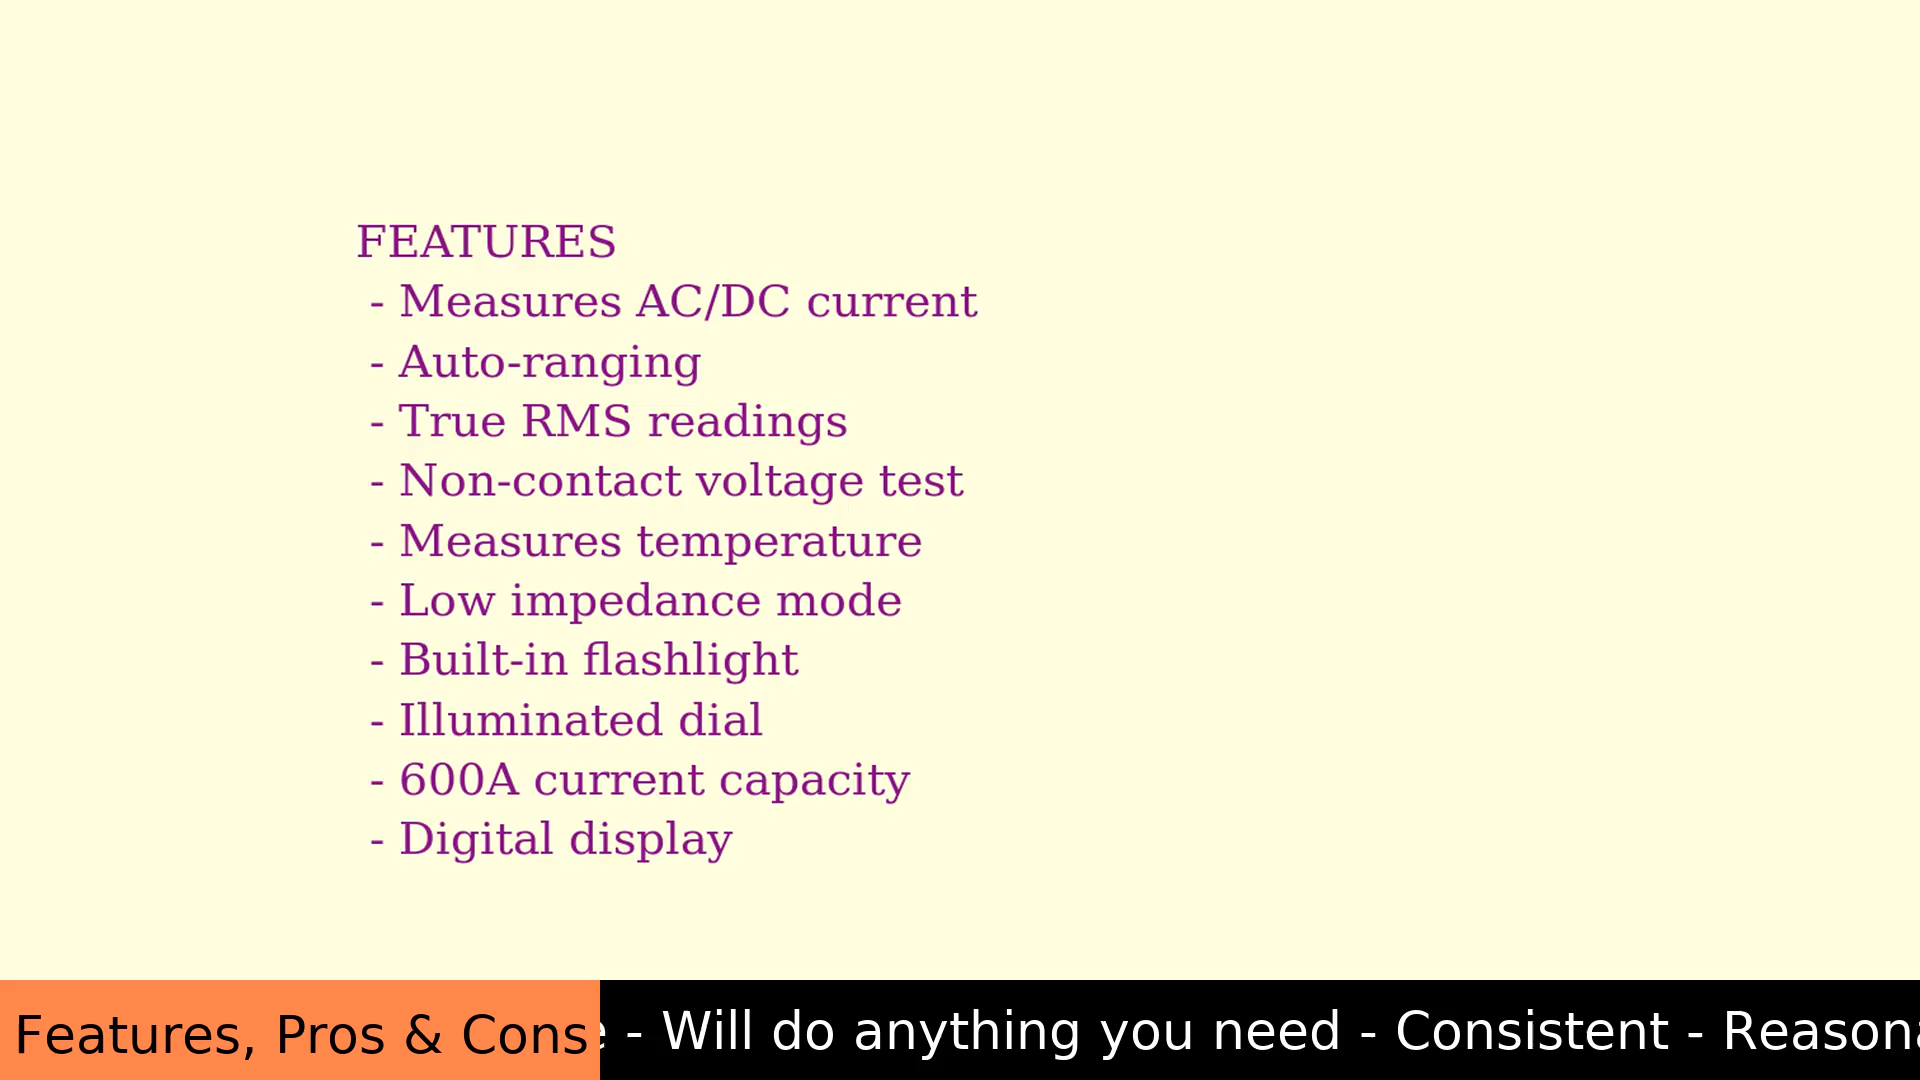 FEATURES
- Measures AC/DC current
- Auto-ranging
- True RMS readings
- Non-contact voltage test
- Measures temperature
- Low impedance mode
- Built-in flashlight
- Illuminated dial
- 600A current capacity
- Digital display
Features, Pros & Cons
- Will do anything you need - Consistent -